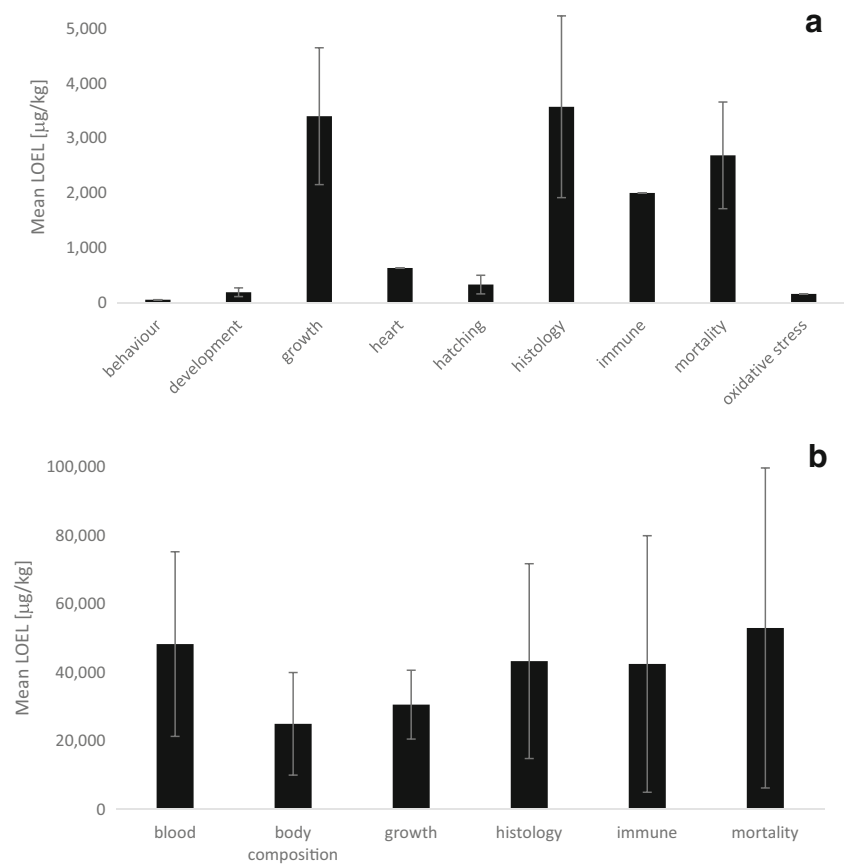 a
Mean LOEL [µg/kg]
5,000
4,000
3,000
2,000
1,000
0
behaviour
development
growth
heart
hatching
histology
immune
mortality
oxidative stress
b
Mean LOEL [µg/kg]
100,000
80,000
60,000
40,000
20,000
0
blood
body
composition
growth
histology
immune
mortality